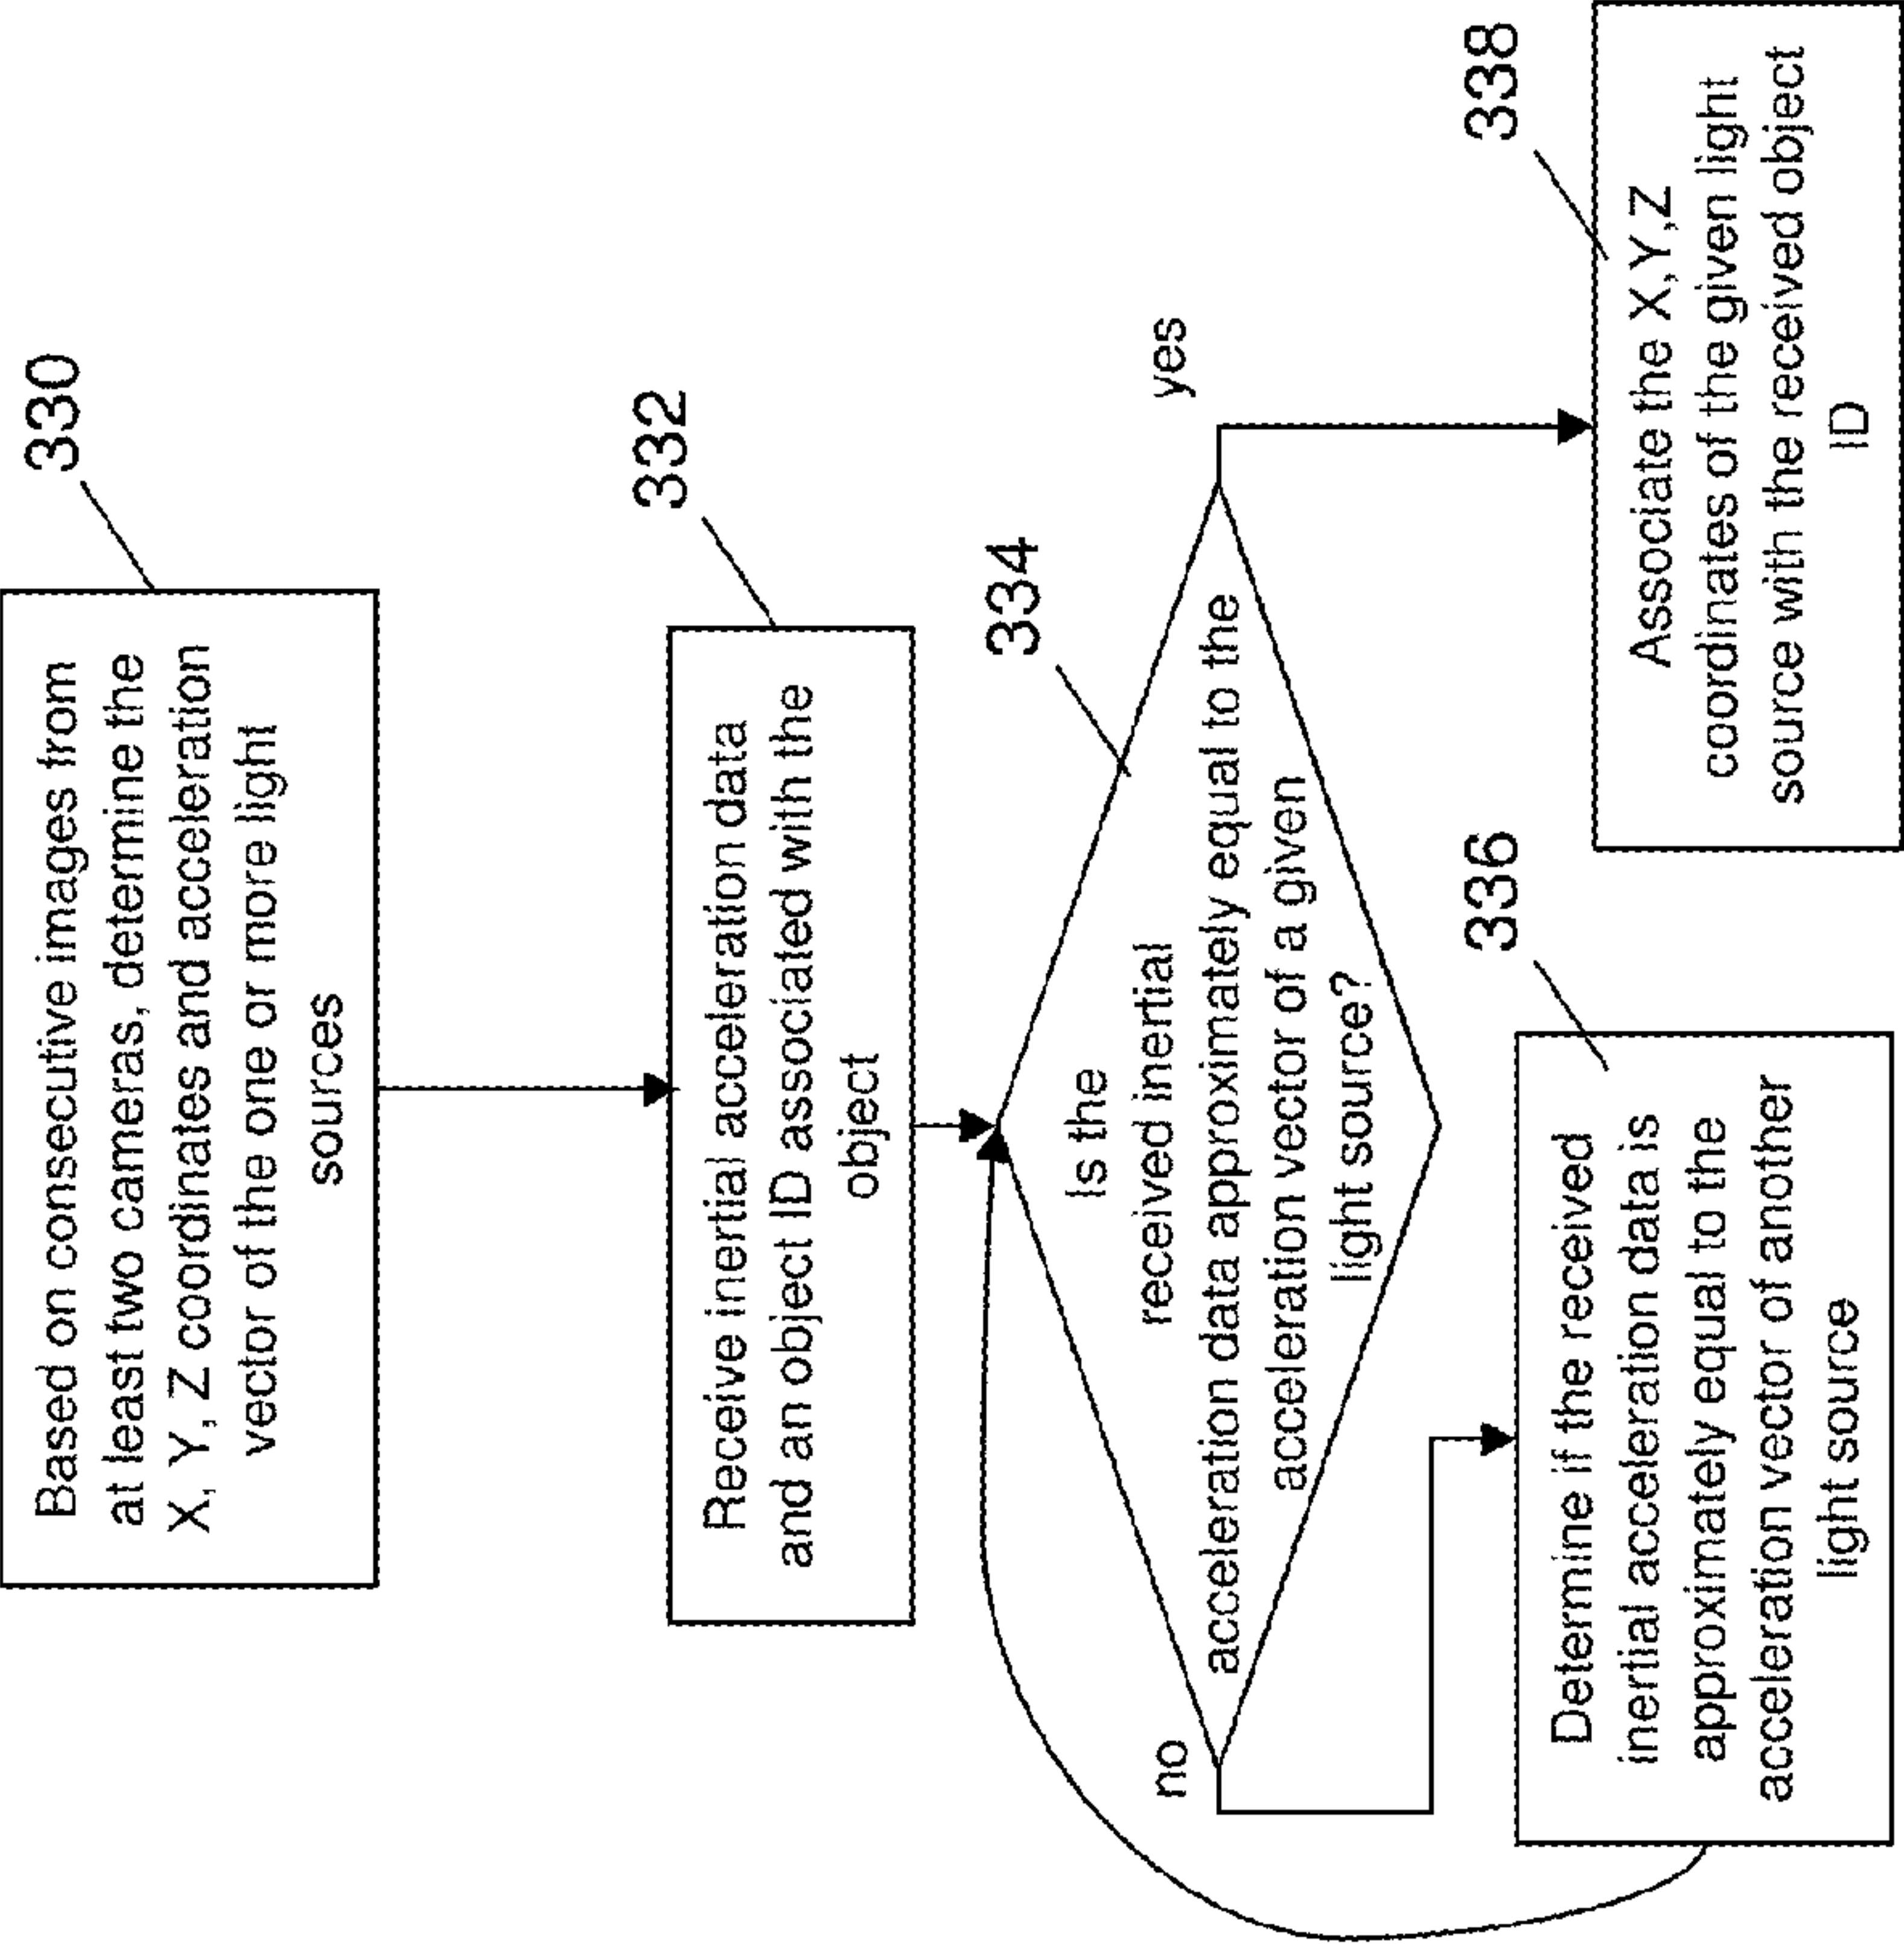 330
Based on consecutive images from
at least two cameras, determine the
X, Y, Z coordinates and acceleration
vector of the one or more light
sources
332
Receive inertial acceleration data
and an object ID associated with the
object
334
Is the
received inertial
acceleration data approximately equal to the
acceleration vector of a given
light source?
no
yes
336
Determine if the received
inertial acceleration data is
approximately equal to the
acceleration vector of another
light source
338
Associate the X,Y,Z
coordinates of the given light
source with the received object
ID